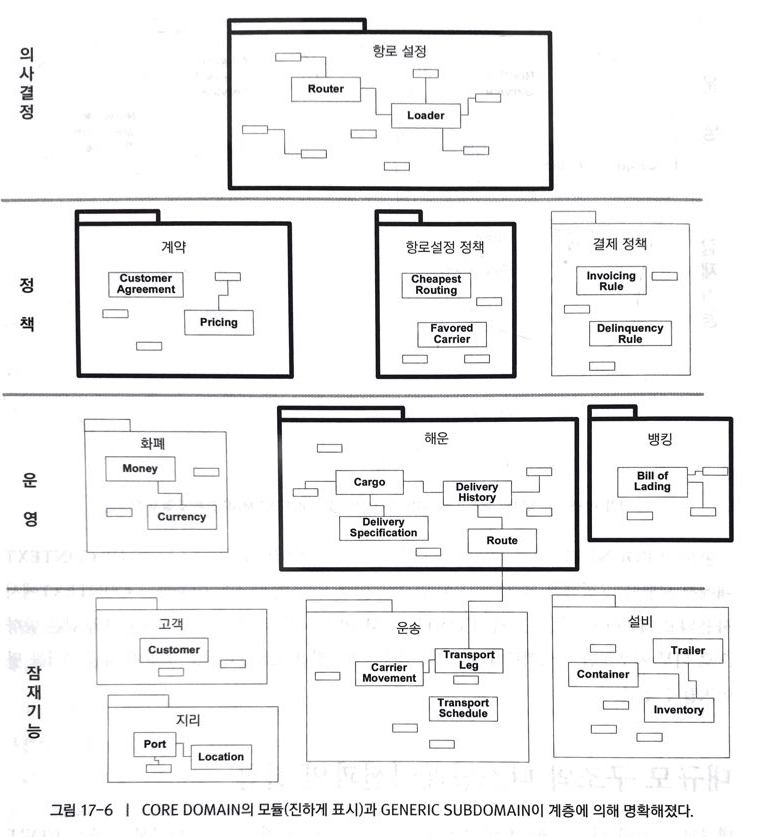 의사결정
항로 설정
Router
Loader
정책
계약
Customer
Agreement
Pricing
항로설정 정책
Cheapest
Routing
Favored
Carrier
결제 정책
Invoicing
Rule
Delinquency
Rule
운영
화폐
Money
Currency
해운
Cargo
Delivery
History
Delivery
Specification
Route
뱅킹
Bill of
Lading
잠재기능
고객
Customer
지리
Port
Location
운송
Carrier
Movement
Transport
Leg
Transport
Schedule
설비
Trailer
Container
Inventory
그림 17-6 | CORE DOMAIN의 모듈(진하게 표시)과 GENERIC SUBDOMAIN이 계층에 의해 명확해졌다.